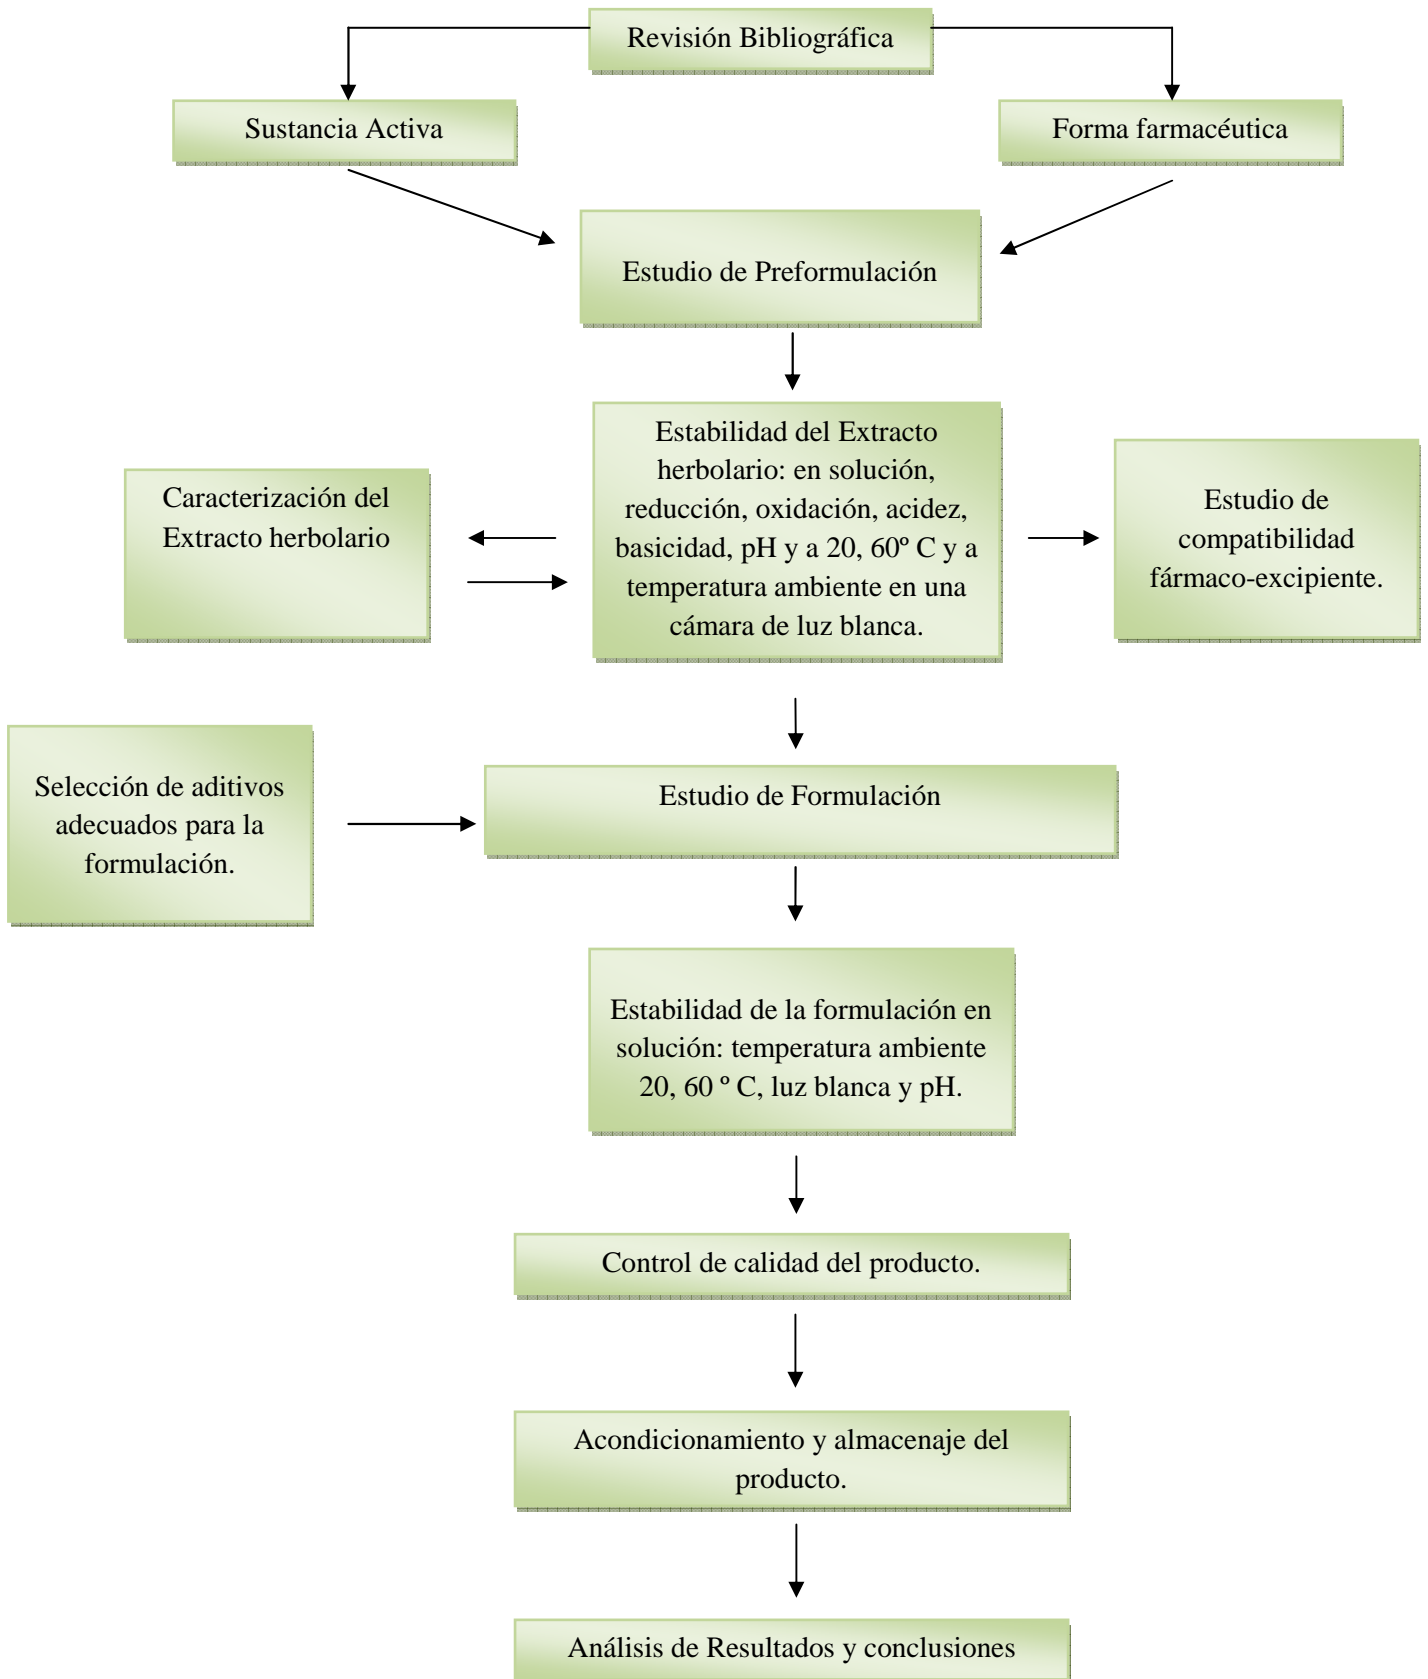 Revisión Bibliográfica
Sustancia Activa
Forma farmacéutica
Estudio de Preformulación
Estabilidad del Extracto
herbolario: en solución,
reducción, oxidación, acidez,
basicidad, pH y a 20, 60º C y a
temperatura ambiente en una
cámara de luz blanca.
Caracterización del
Extracto herbolario
Estudio de
compatibilidad
fármaco-excipiente.
Selección de aditivos
adecuados para la
formulación.
Estudio de Formulación
Estabilidad de la formulación en
solución: temperatura ambiente
20, 60 º C, luz blanca y pH.
Control de calidad del producto.
Acondicionamiento y almacenaje del
producto.
Análisis de Resultados y conclusiones